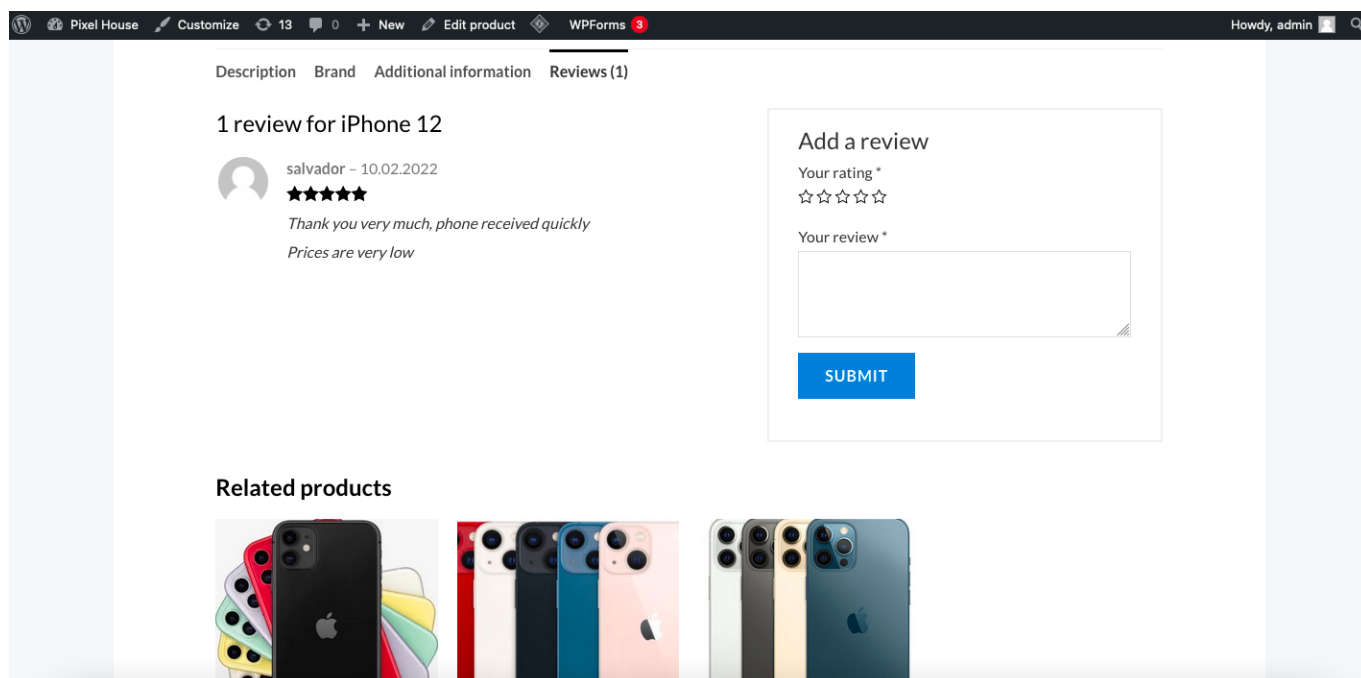 Pixel House Customize 13 0 New Edit product WPForms 3 Howdy, admin
Description Brand Additional information Reviews (1)
1 review for iPhone 12
salvador – 10.02.2022
Thank you very much, phone received quickly
Prices are very low
Add a review
Your rating *
Your review *
SUBMIT
Related products